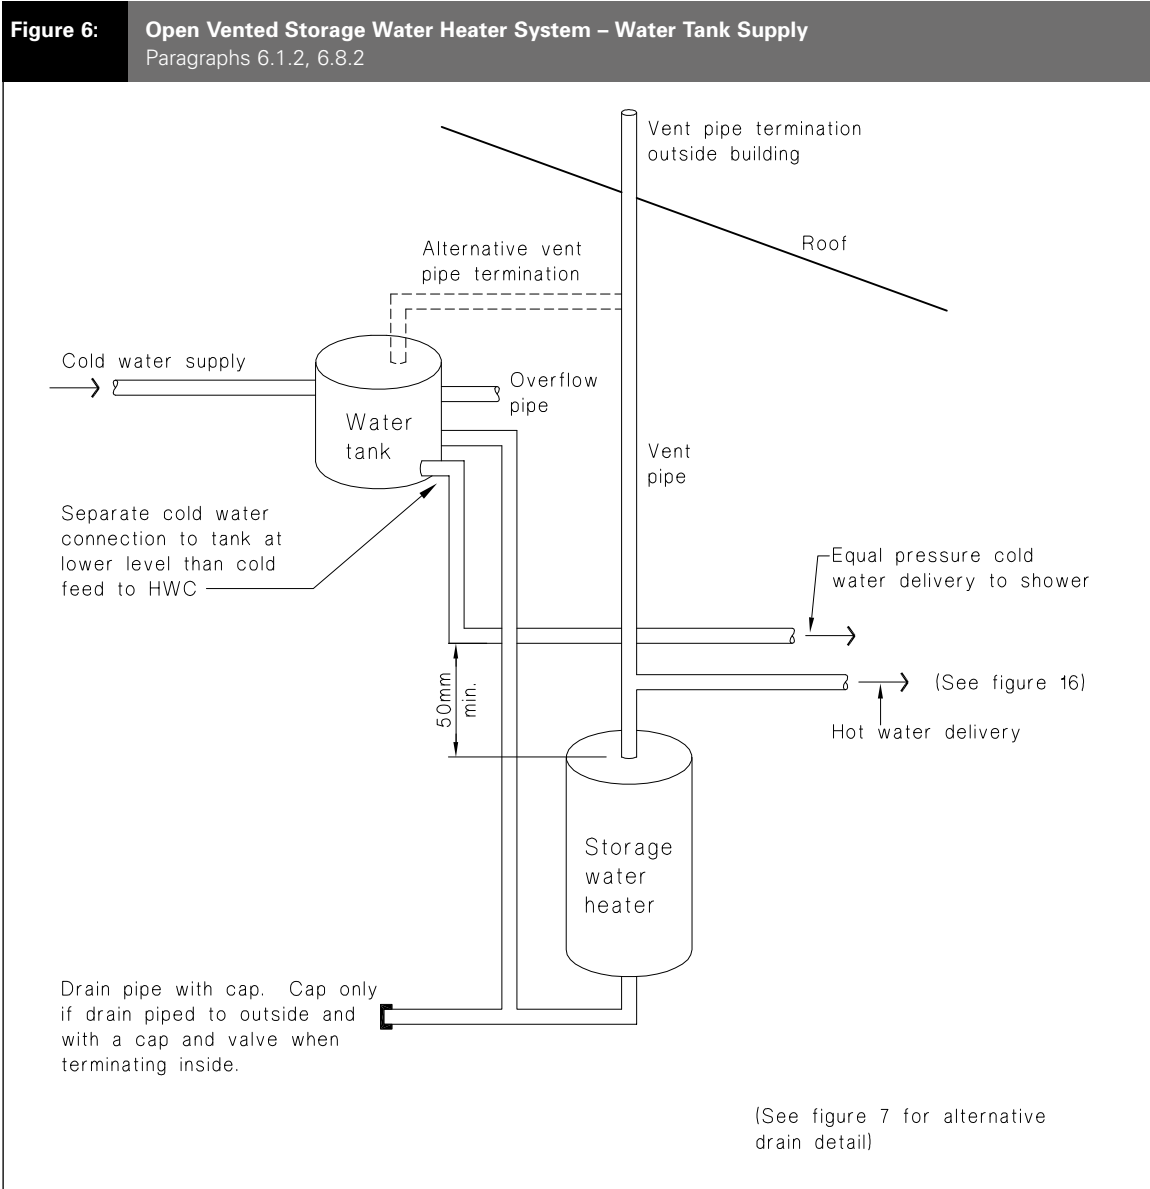 Figure 6:
Open Vented Storage Water Heater System – Water Tank Supply
Paragraphs 6.1.2, 6.8.2
Vent pipe termination
outside building
Roof
Alternative vent
pipe termination
Cold water supply
Overflow
pipe
Water
tank
Vent
pipe
Separate cold water
connection to tank at
lower level than cold
feed to HWC
Equal pressure cold
water delivery to shower
50mm
min.
(See figure 16)
Hot water delivery
Storage
water
heater
Drain pipe with cap. Cap only
if drain piped to outside and
with a cap and valve when
terminating inside.
(See figure 7 for alternative
drain detail)